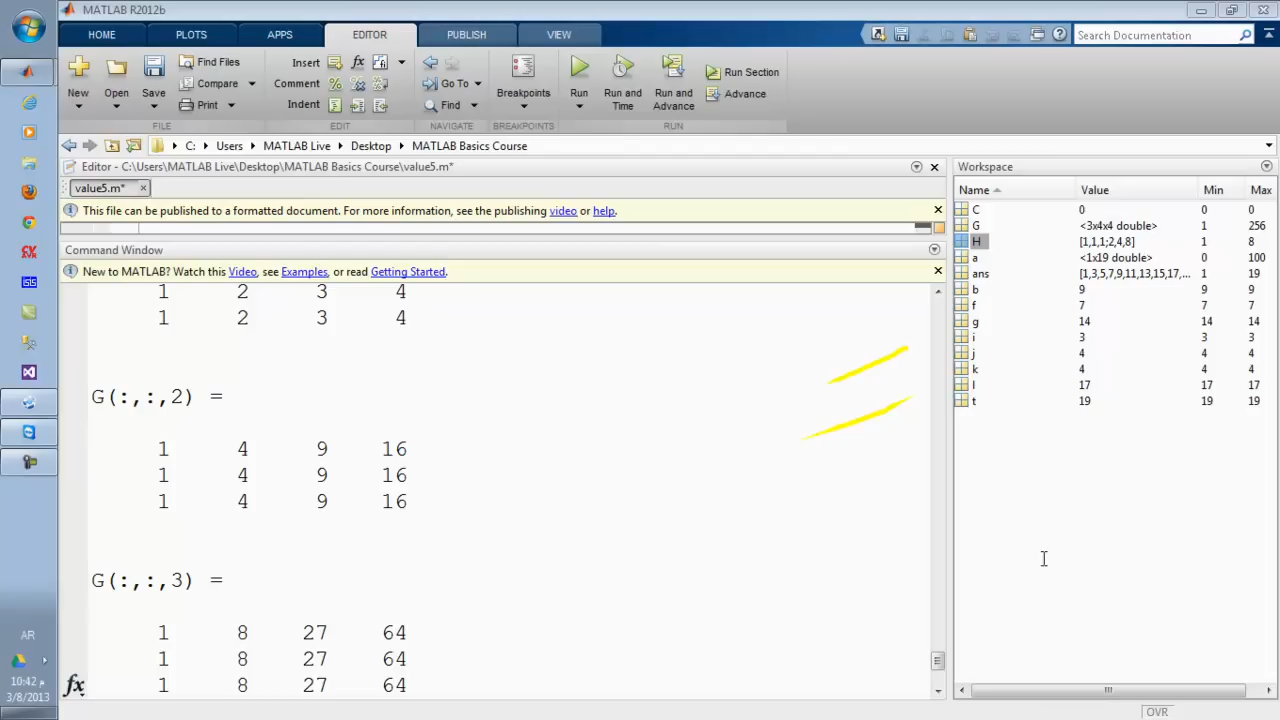 MATLAB R2012b
HOME PLOTS APPS EDITOR PUBLISH VIEW Search Documentation
New Open Save Find Files Compare Print Insert Comment Indent fx Go To Find Breakpoints Run Run and Time Run and Advance Run Section Advance
FILE EDIT NAVIGATE BREAKPOINTS RUN
C: Users MATLAB Live Desktop MATLAB Basics Course
Editor - C:\Users\MATLAB Live\Desktop\MATLAB Basics Course\value5.m*
value5.m*
This file can be published to a formatted document. For more information, see the publishing video or help.
Command Window
New to MATLAB? Watch this Video, see Examples, or read Getting Started.
1 2 3 4
1 2 3 4
G(:,:,2) =
1 4 9 16
1 4 9 16
1 4 9 16
G(:,:,3) =
1 8 27 64
1 8 27 64
1 8 27 64
fx
Workspace
Name Value Min Max
C 0 0 0
G <3x4x4 double> 1 256
H [1,1,1;2,4,8] 1 8
a <1x19 double> 0 100
ans [1,3,5,7,9,11,13,15,17,... 1 19
b 9 9 9
f 7 7 7
g 14 14 14
i 3 3 3
j 4 4 4
k 4 4 4
l 17 17 17
t 19 19 19
OVR
AR
10:42 م
3/8/2013